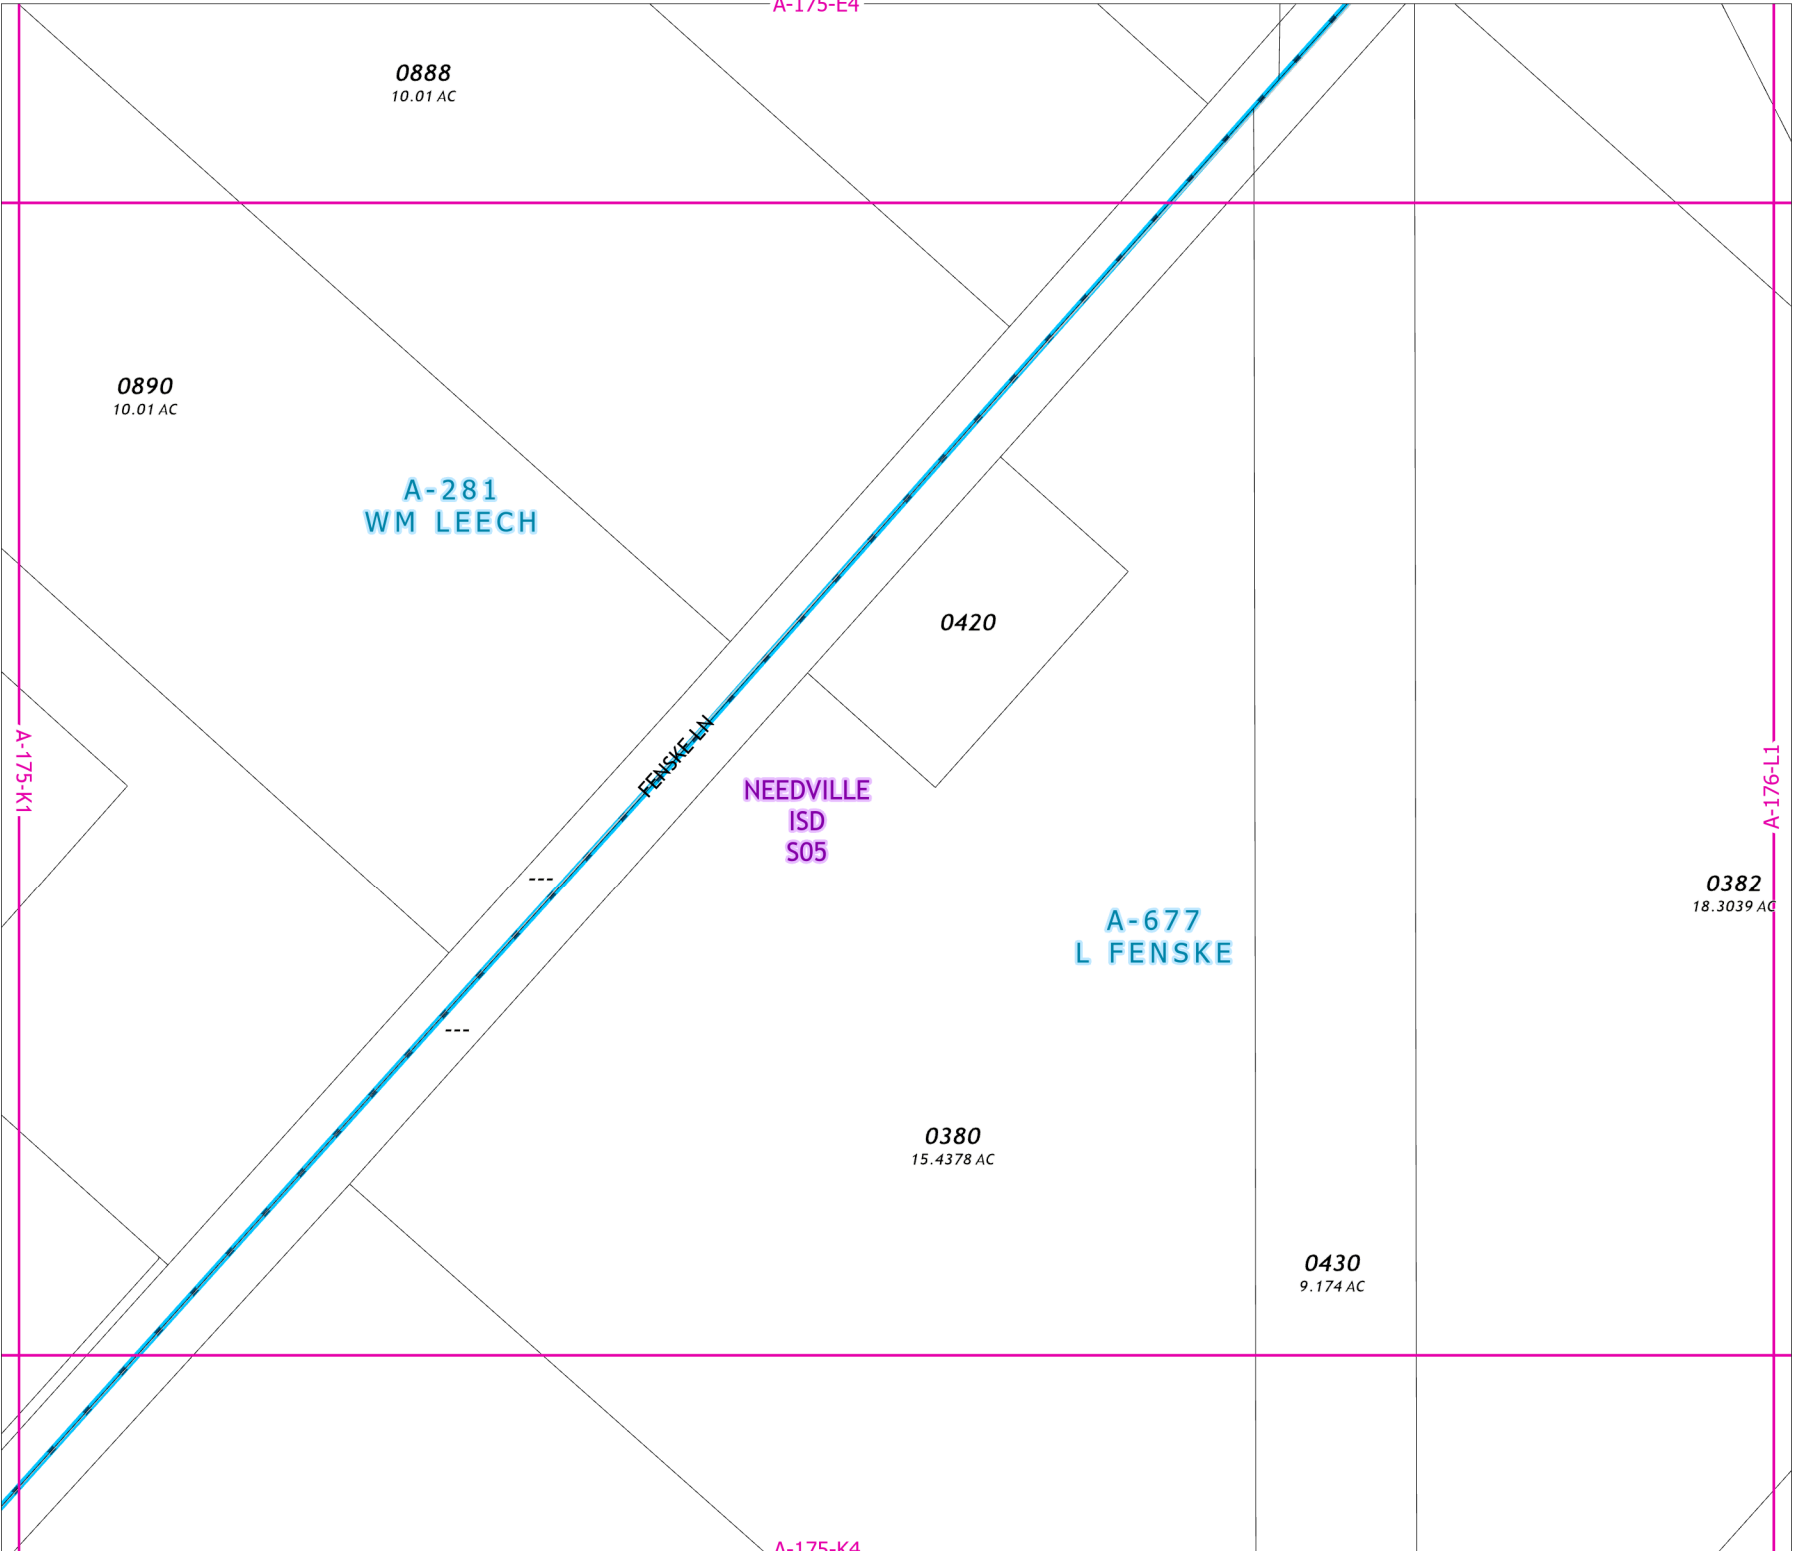 A-175-E4
0888
10.01 AC
0890
10.01 AC
A-281
WM LEECH
0420
FENSKE LN
A-175-K1
A-176-L1
NEEDVILLE
ISD
S05
---
0382
18.3039 AC
A-677
L FENSKE
---
0380
15.4378 AC
0430
9.174 AC
A-175-K4